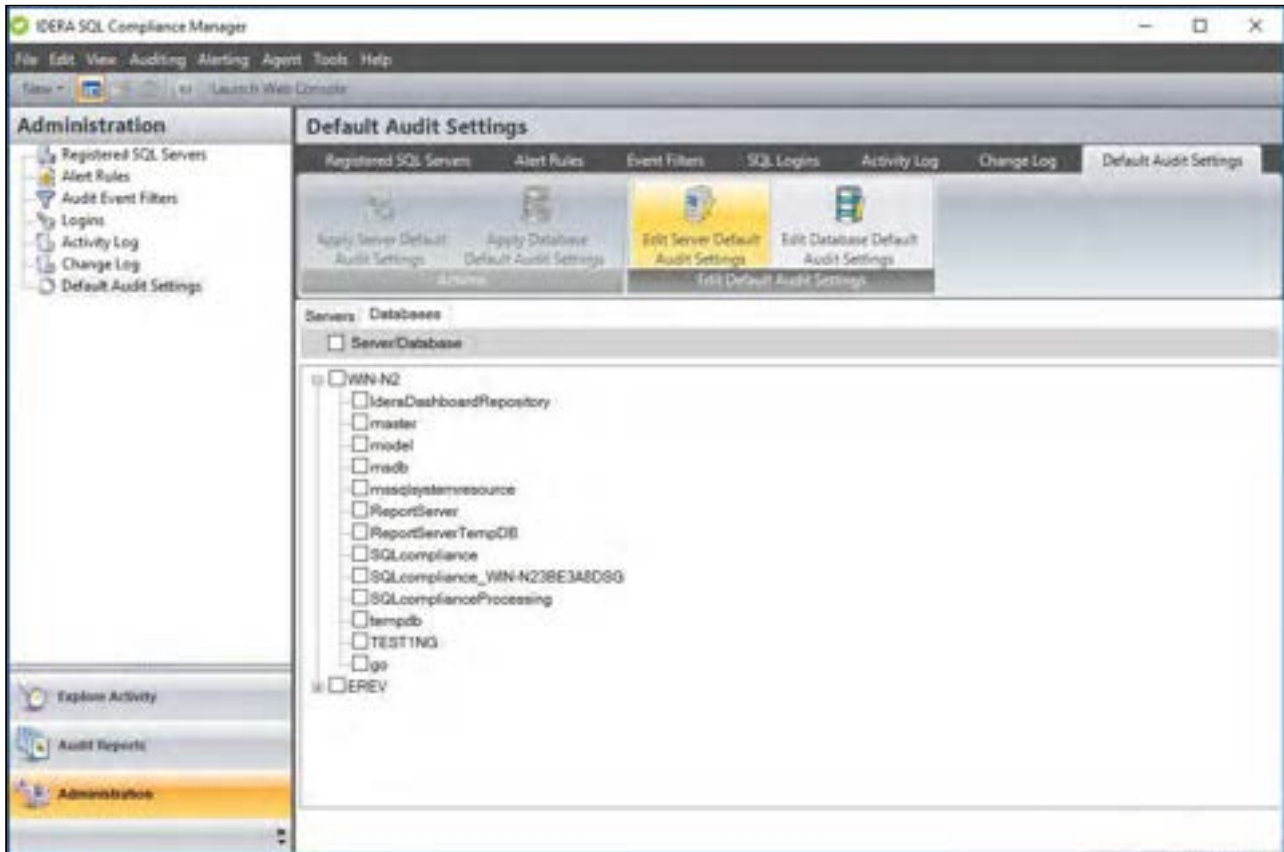 IDERA SQL Compliance Manager
File Edit View Auditing Alerting Agent Tools Help
New Launch Web Console
Administration
Registered SQL Servers
Alert Rules
Audit Event Filters
Logins
Activity Log
Change Log
Default Audit Settings
Explore Activity
Audit Reports
Administration
Default Audit Settings
Registered SQL Servers Alert Rules Event Filters SQL Logins Activity Log Change Log Default Audit Settings
Apply Server Default Audit Settings
Apply Database Default Audit Settings
Actions
Edit Server Default Audit Settings
Edit Database Default Audit Settings
Edit Default Audit Settings
Servers Databases
Server/Database
WIN-N2
IderaDashboardRepository
master
model
msdb
mssqlsystemresource
ReportServer
ReportServerTempDB
SQLcompliance
SQLcompliance_WIN-N23BE3A8DSG
SQLcomplianceProcessing
tempdb
TEST1NG
go
EREV